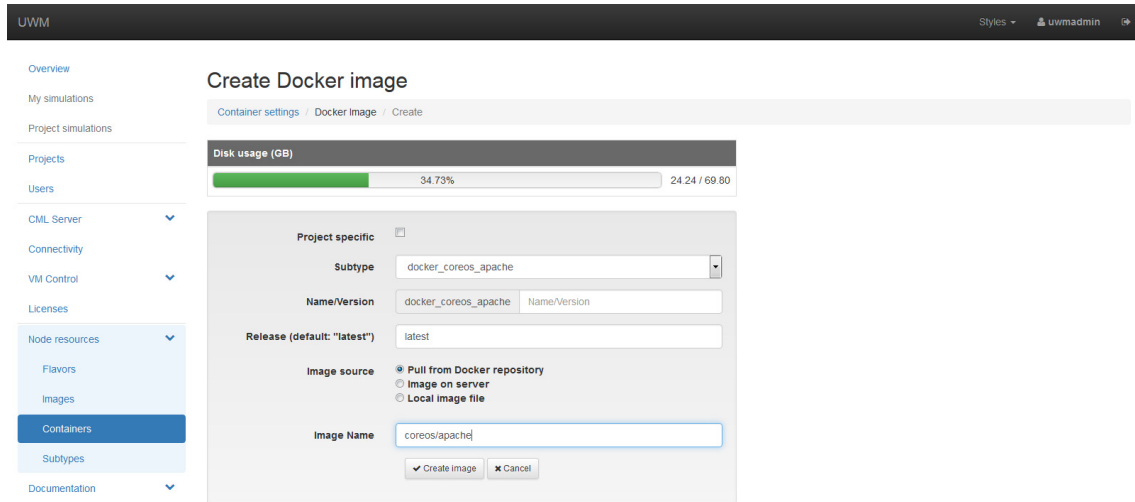 UWM
Styles
uwmadmin
Overview
My simulations
Project simulations
Projects
Users
CML Server
Connectivity
VM Control
Licenses
Node resources
Flavors
Images
Containers
Subtypes
Documentation
Create Docker image
Container settings / Docker Image / Create
Disk usage (GB)
34.73% 24.24 / 69.80
Project specific
Subtype docker_coreos_apache
Name/Version docker_coreos_apache Name/Version
Release (default: "latest") latest
Image source Pull from Docker repository
Image on server
Local image file
Image Name coreos/apache
Create image Cancel